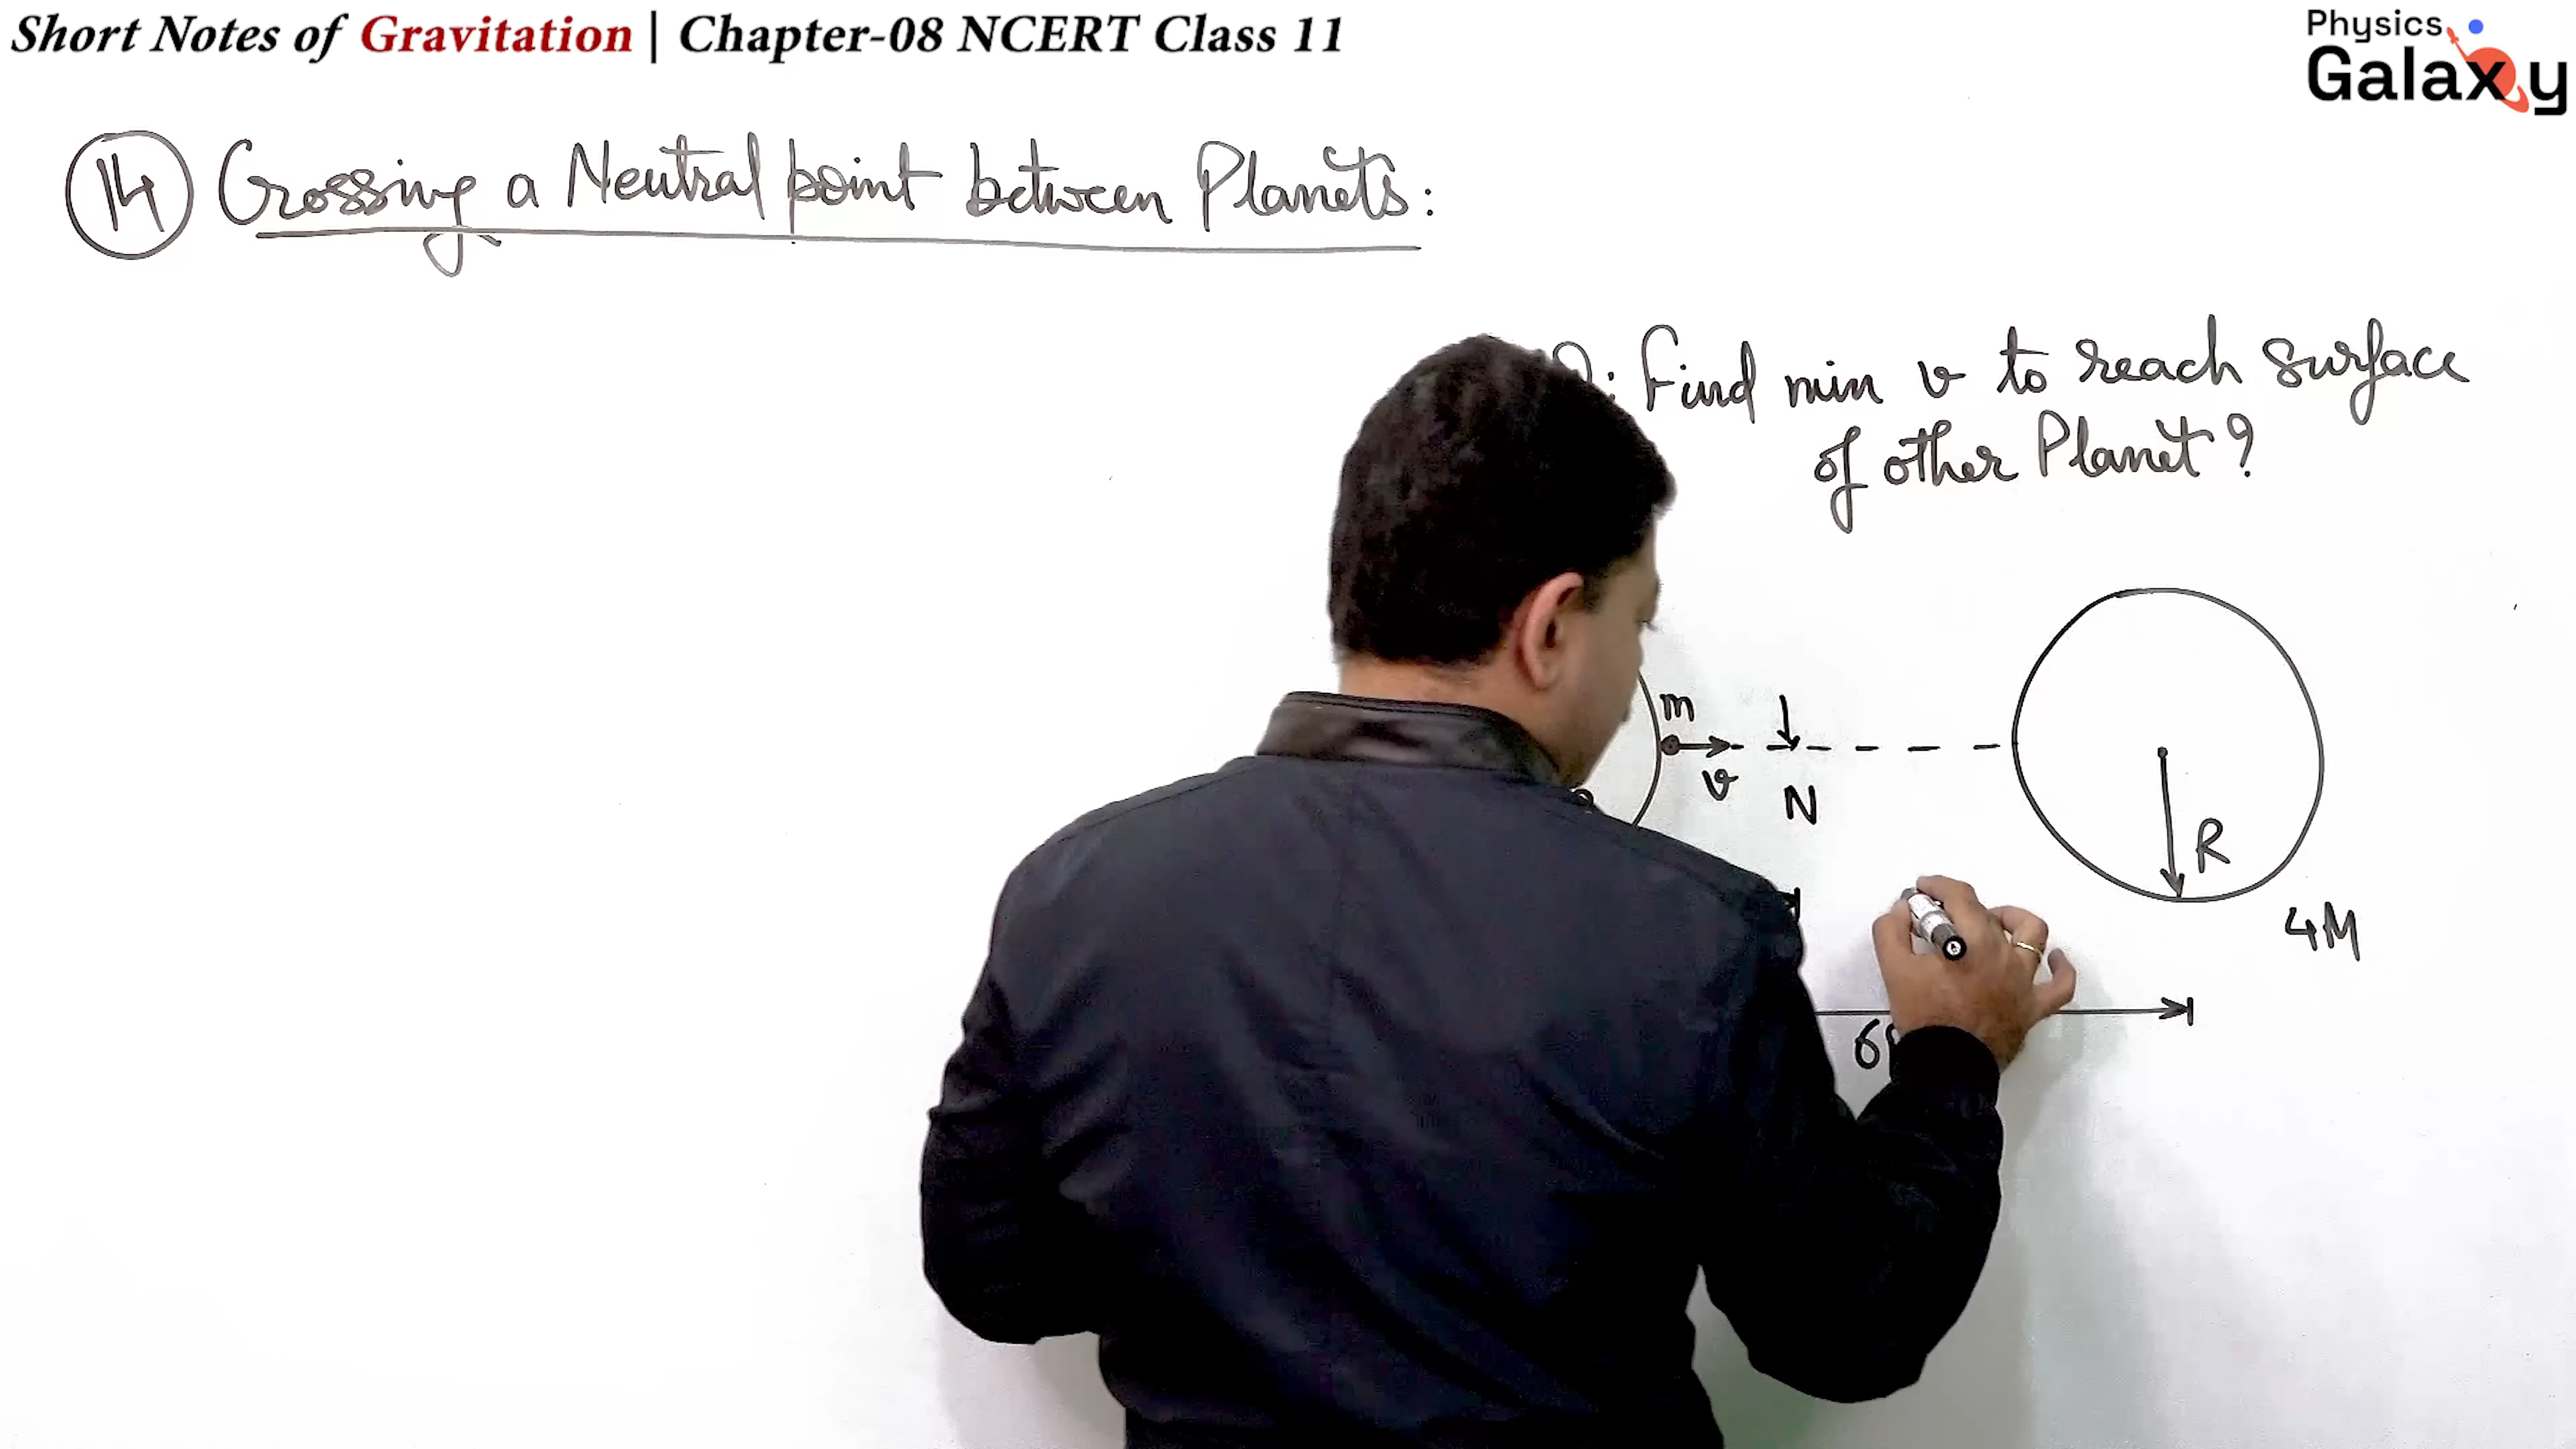 Short Notes of Gravitation | Chapter-08 NCERT Class 11
Physics
Galaxy
14 Crossing a Neutral point between Planets:
: Find min v to reach surface
of other Planet?
m
v
N
R
4M
6